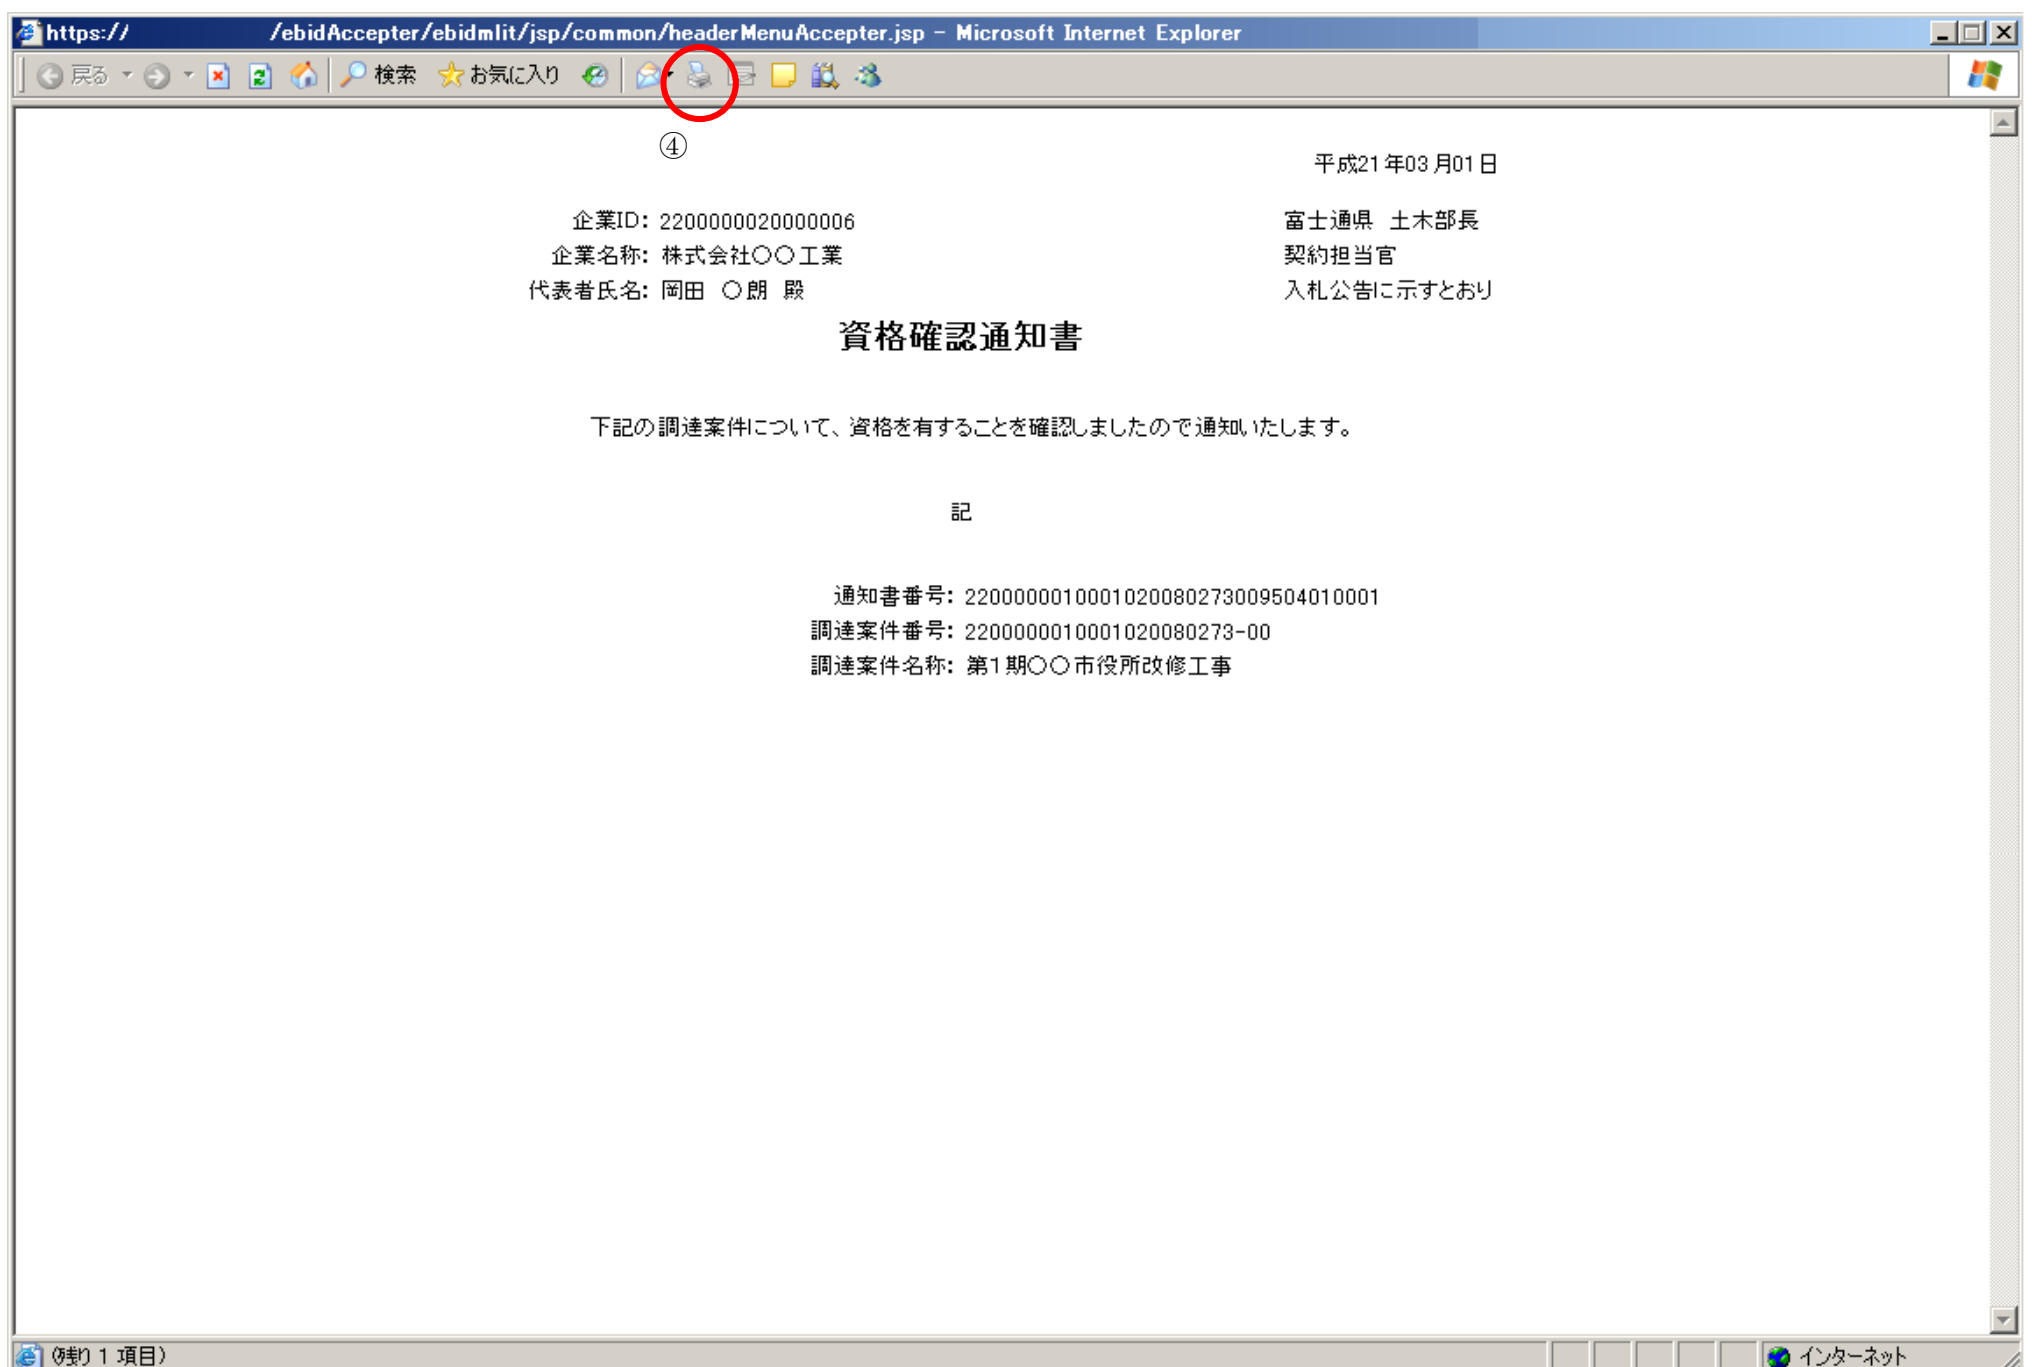 https:// /ebidAccepter/ebidmlit/jsp/common/headerMenuAccepter.jsp - Microsoft Internet Explorer
戻る 検索 お気に入り
④
平成21年03月01日
企業ID: 2200000020000006 富士通県 土木部長
企業名称: 株式会社〇〇工業 契約担当官
代表者氏名: 岡田 〇朗 殿 入札公告に示すとおり
資格確認通知書
下記の調達案件について、資格を有することを確認しましたので通知いたします。
記
通知書番号: 2200000010001020080273009504010001
調達案件番号: 2200000010001020080273-00
調達案件名称: 第1期〇〇市役所改修工事
(残り 1 項目) インターネット